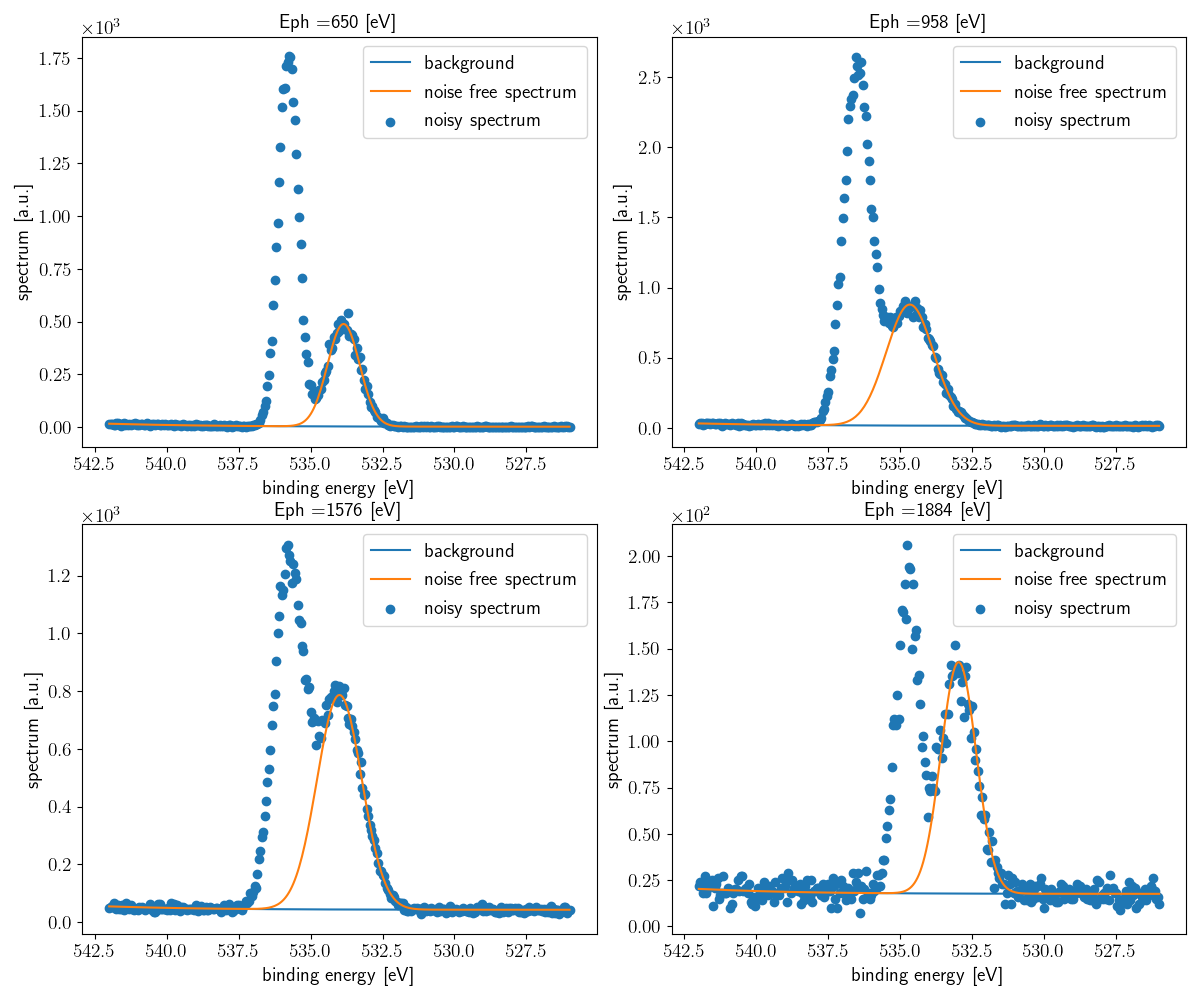 Eph =650 [eV]
×10³
spectrum [a.u.]
1.75
1.50
1.25
1.00
0.75
0.50
0.25
0.00
background
noise free spectrum
noisy spectrum
542.5 540.0 537.5 535.0 532.5 530.0 527.5
binding energy [eV]
Eph =958 [eV]
×10³
spectrum [a.u.]
2.5
2.0
1.5
1.0
0.5
0.0
background
noise free spectrum
noisy spectrum
542.5 540.0 537.5 535.0 532.5 530.0 527.5
binding energy [eV]
Eph =1576 [eV]
×10³
spectrum [a.u.]
1.2
1.0
0.8
0.6
0.4
0.2
0.0
background
noise free spectrum
noisy spectrum
542.5 540.0 537.5 535.0 532.5 530.0 527.5
binding energy [eV]
Eph =1884 [eV]
×10²
spectrum [a.u.]
2.00
1.75
1.50
1.25
1.00
0.75
0.50
0.25
0.00
background
noise free spectrum
noisy spectrum
542.5 540.0 537.5 535.0 532.5 530.0 527.5
binding energy [eV]